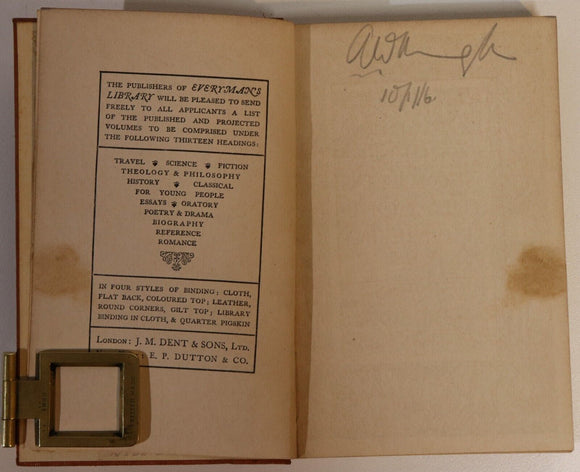 THE PUBLISHERS OF EVERYMAN'S
LIBRARY WILL BE PLEASED TO SEND
FREELY TO ALL APPLICANTS A LIST
OF THE PUBLISHED AND PROJECTED
VOLUMES TO BE COMPRISED UNDER
THE FOLLOWING THIRTEEN HEADINGS:
TRAVEL SCIENCE FICTION
THEOLOGY & PHILOSOPHY
HISTORY CLASSICAL
FOR YOUNG PEOPLE
ESSAYS ORATORY
POETRY & DRAMA
BIOGRAPHY
REFERENCE
ROMANCE
IN FOUR STYLES OF BINDING: CLOTH,
FLAT BACK, COLOURED TOP; LEATHER,
ROUND CORNERS, GILT TOP; LIBRARY
BINDING IN CLOTH, & QUARTER PIGSKIN
LONDON: J. M. DENT & SONS, LTD.
E. P. DUTTON & CO.